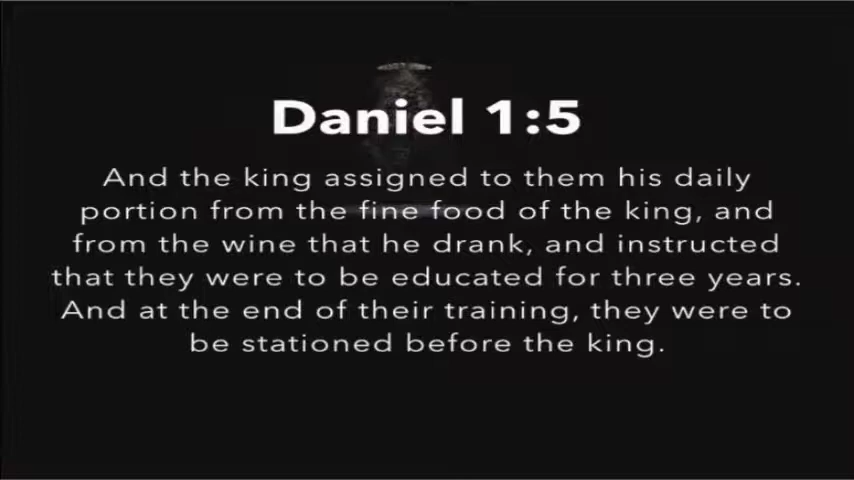 Daniel 1:5
And the king assigned to them his daily
portion from the fine food of the king, and
from the wine that he drank, and instructed
that they were to be educated for three years.
And at the end of their training, they were to
be stationed before the king.